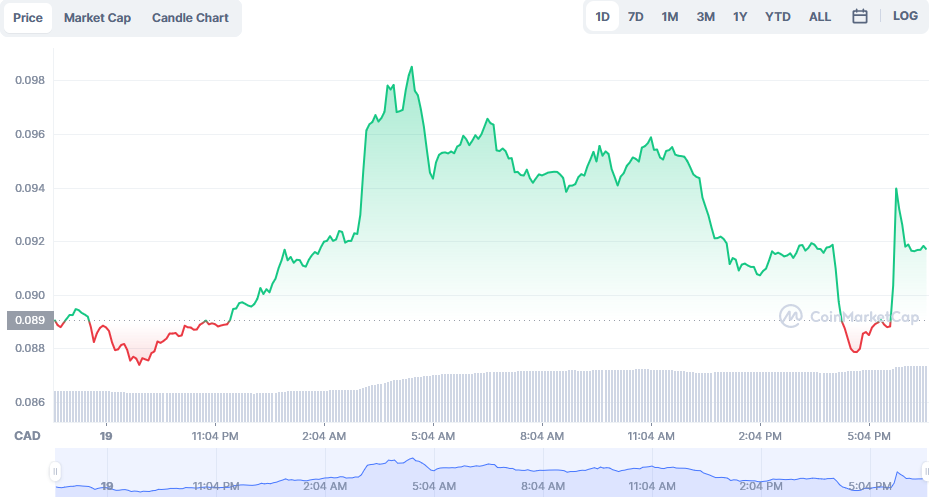 Price Market Cap Candle Chart
1D 7D 1M 3M 1Y YTD ALL LOG
0.098
0.096
0.094
0.092
0.090
0.089
0.088
0.086
CoinMarketCap
CAD 19 11:04 PM 2:04 AM 5:04 AM 8:04 AM 11:04 AM 2:04 PM 5:04 PM
19 11:04 PM 2:04 AM 5:04 AM 8:04 AM 11:04 AM 2:04 PM 5:04 PM